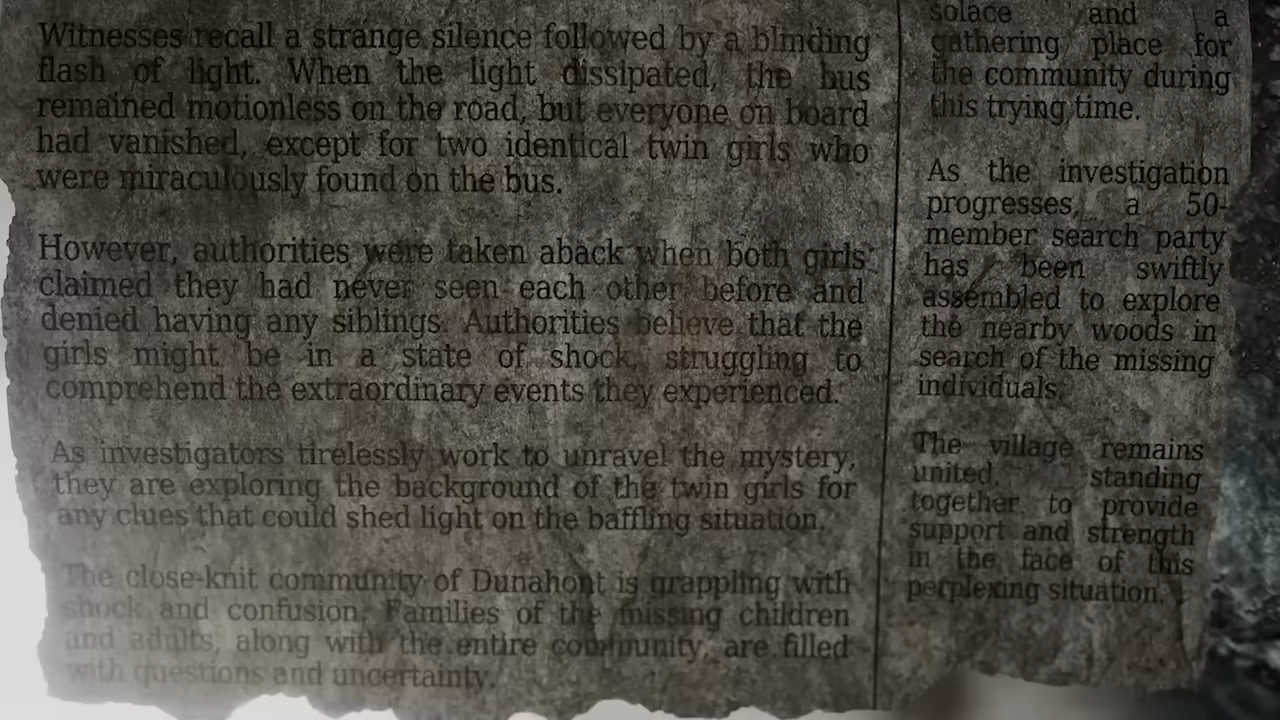 Witnesses recall a strange silence followed by a blinding
flash of light. When the light dissipated, the bus
remained motionless on the road, but everyone on board
had vanished, except for two identical twin girls who
were miraculously found on the bus.
However, authorities were taken aback when both girls
claimed they had never seen each other before and
denied having any siblings. Authorities believe that the
girls might be in a state of shock, struggling to
comprehend the extraordinary events they experienced.
As investigators tirelessly work to unravel the mystery,
they are exploring the background of the twin girls for
any clues that could shed light on the baffling situation.
The close-knit community of Dunahont is grappling with
shock and confusion. Families of the missing children
and adults, along with the entire community, are filled
with questions and uncertainty.
solace and a
gathering place for
the community during
this trying time.
As the investigation
progresses, a 50-
member search party
has been swiftly
assembled to explore
the nearby woods in
search of the missing
individuals.
The village remains
united, standing
together to provide
support and strength
in the face of this
perplexing situation.